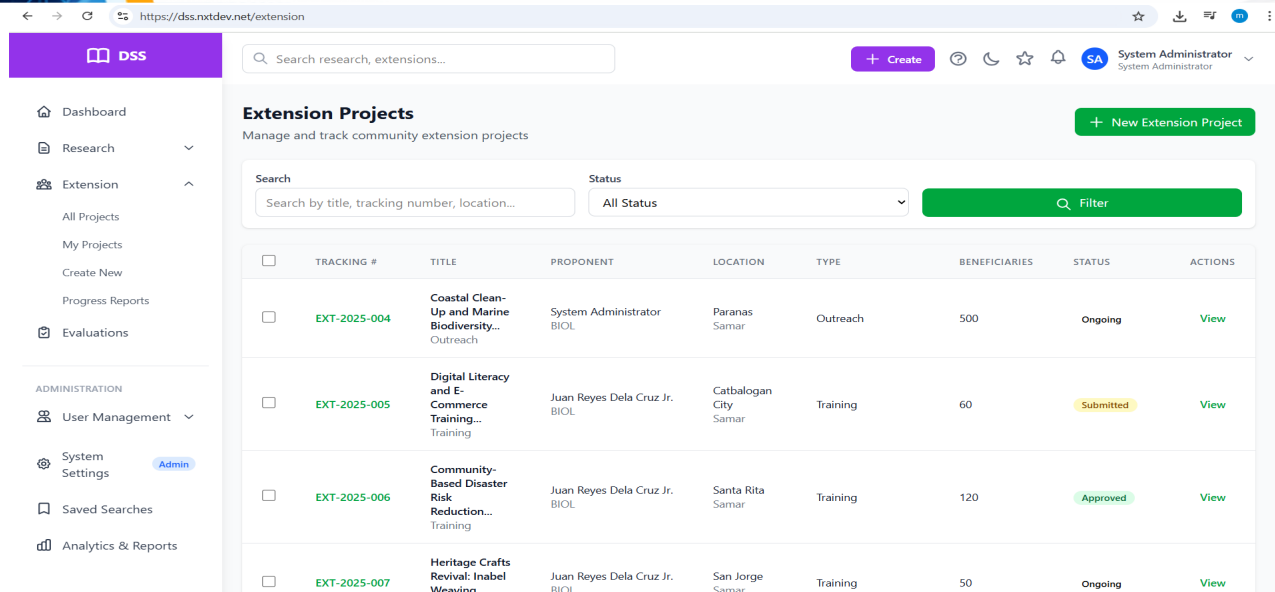 https://dss.nxtdev.net/extension
m
DSS
Search research, extensions...
Create
SA
System Administrator
System Administrator
Dashboard
Research
Extension
All Projects
My Projects
Create New
Progress Reports
Evaluations
ADMINISTRATION
User Management
System
Settings
Admin
Saved Searches
Analytics & Reports
Extension Projects
Manage and track community extension projects
New Extension Project
Search
Search by title, tracking number, location...
Status
All Status
Filter
TRACKING # TITLE PROPONENT LOCATION TYPE BENEFICIARIES STATUS ACTIONS
EXT-2025-004
Coastal Clean-
Up and Marine
Biodiversity...
Outreach
System Administrator
BIOL
Paranas
Samar
Outreach
500
Ongoing
View
EXT-2025-005
Digital Literacy
and E-
Commerce
Training...
Training
Juan Reyes Dela Cruz Jr.
BIOL
Catbalogan
City
Samar
Training
60
Submitted
View
EXT-2025-006
Community-
Based Disaster
Risk
Reduction...
Training
Juan Reyes Dela Cruz Jr.
BIOL
Santa Rita
Samar
Training
120
Approved
View
EXT-2025-007
Heritage Crafts
Revival: Inabel
Weaving
Juan Reyes Dela Cruz Jr.
BIOL
San Jorge
Samar
Training
50
Ongoing
View